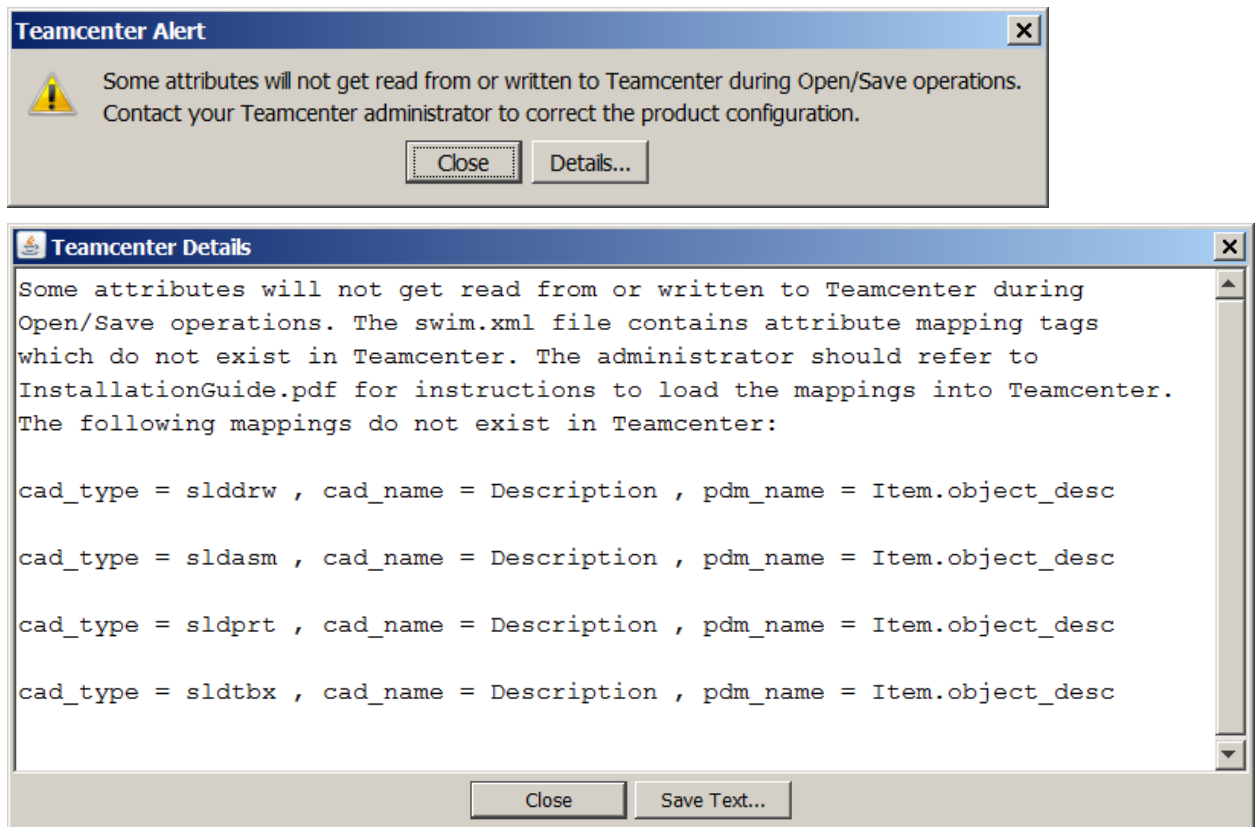 Teamcenter Alert
Some attributes will not get read from or written to Teamcenter during Open/Save operations.
Contact your Teamcenter administrator to correct the product configuration.
Close Details...
Teamcenter Details
Some attributes will not get read from or written to Teamcenter during
Open/Save operations. The swim.xml file contains attribute mapping tags
which do not exist in Teamcenter. The administrator should refer to
InstallationGuide.pdf for instructions to load the mappings into Teamcenter.
The following mappings do not exist in Teamcenter:
cad_type = slddrw , cad_name = Description , pdm_name = Item.object_desc
cad_type = sldasm , cad_name = Description , pdm_name = Item.object_desc
cad_type = sldprt , cad_name = Description , pdm_name = Item.object_desc
cad_type = sldtbx , cad_name = Description , pdm_name = Item.object_desc
Close Save Text...